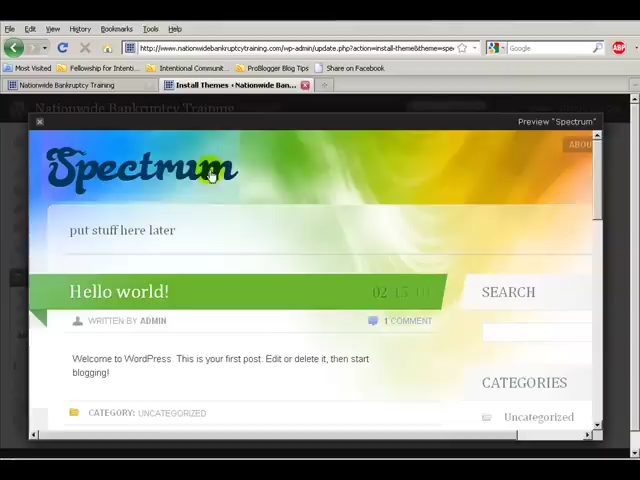 File Edit View History Bookmarks Tools Help
http://www.nationwidebankruptcytraining.com/wp-admin/update.php?action=install-theme&theme=spe
Google
ABP
Most Visited Fellowship for Intenti... Intentional Communit... ProBlogger Blog Tips Share on Facebook
Nationwide Bankruptcy Training Install Themes ‹ Nationwide Ban...
Nationwide Bankruptcy Training
Preview "Spectrum"
Spectrum
ABOU
put stuff here later
Hello world! 02 15 10
SEARCH
WRITTEN BY ADMIN 1 COMMENT
Welcome to WordPress. This is your first post. Edit or delete it, then start
blogging!
CATEGORIES
CATEGORY: UNCATEGORIZED
Uncategorized